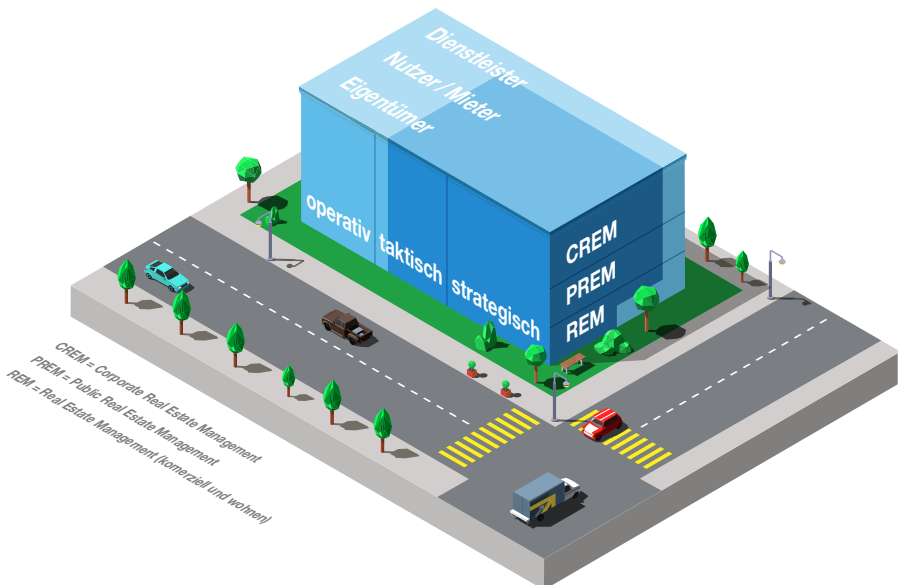 Dienstleister
Nutzer / Mieter
Eigentümer
operativ
taktisch
strategisch
CREM
PREM
REM
CREM = Corporate Real Estate Management
PREM = Public Real Estate Management
REM = Real Estate Management (komerziell und wohnen)